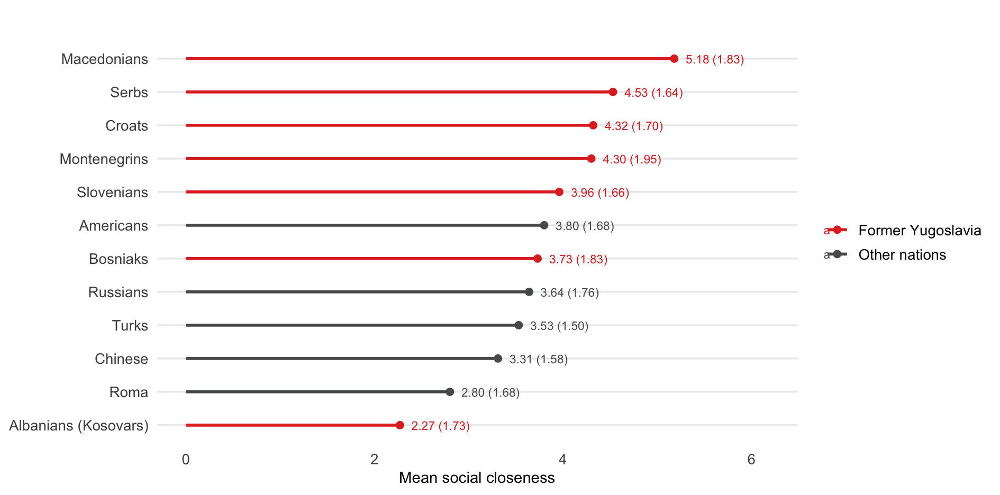 Macedonians 5.18 (1.83)
Serbs 4.53 (1.64)
Croats 4.32 (1.70)
Montenegrins 4.30 (1.95)
Slovenians 3.96 (1.66)
Americans 3.80 (1.68)
Bosniaks 3.73 (1.83)
Russians 3.64 (1.76)
Turks 3.53 (1.50)
Chinese 3.31 (1.58)
Roma 2.80 (1.68)
Albanians (Kosovars) 2.27 (1.73)
0 2 4 6
Mean social closeness
a Former Yugoslavia
a Other nations